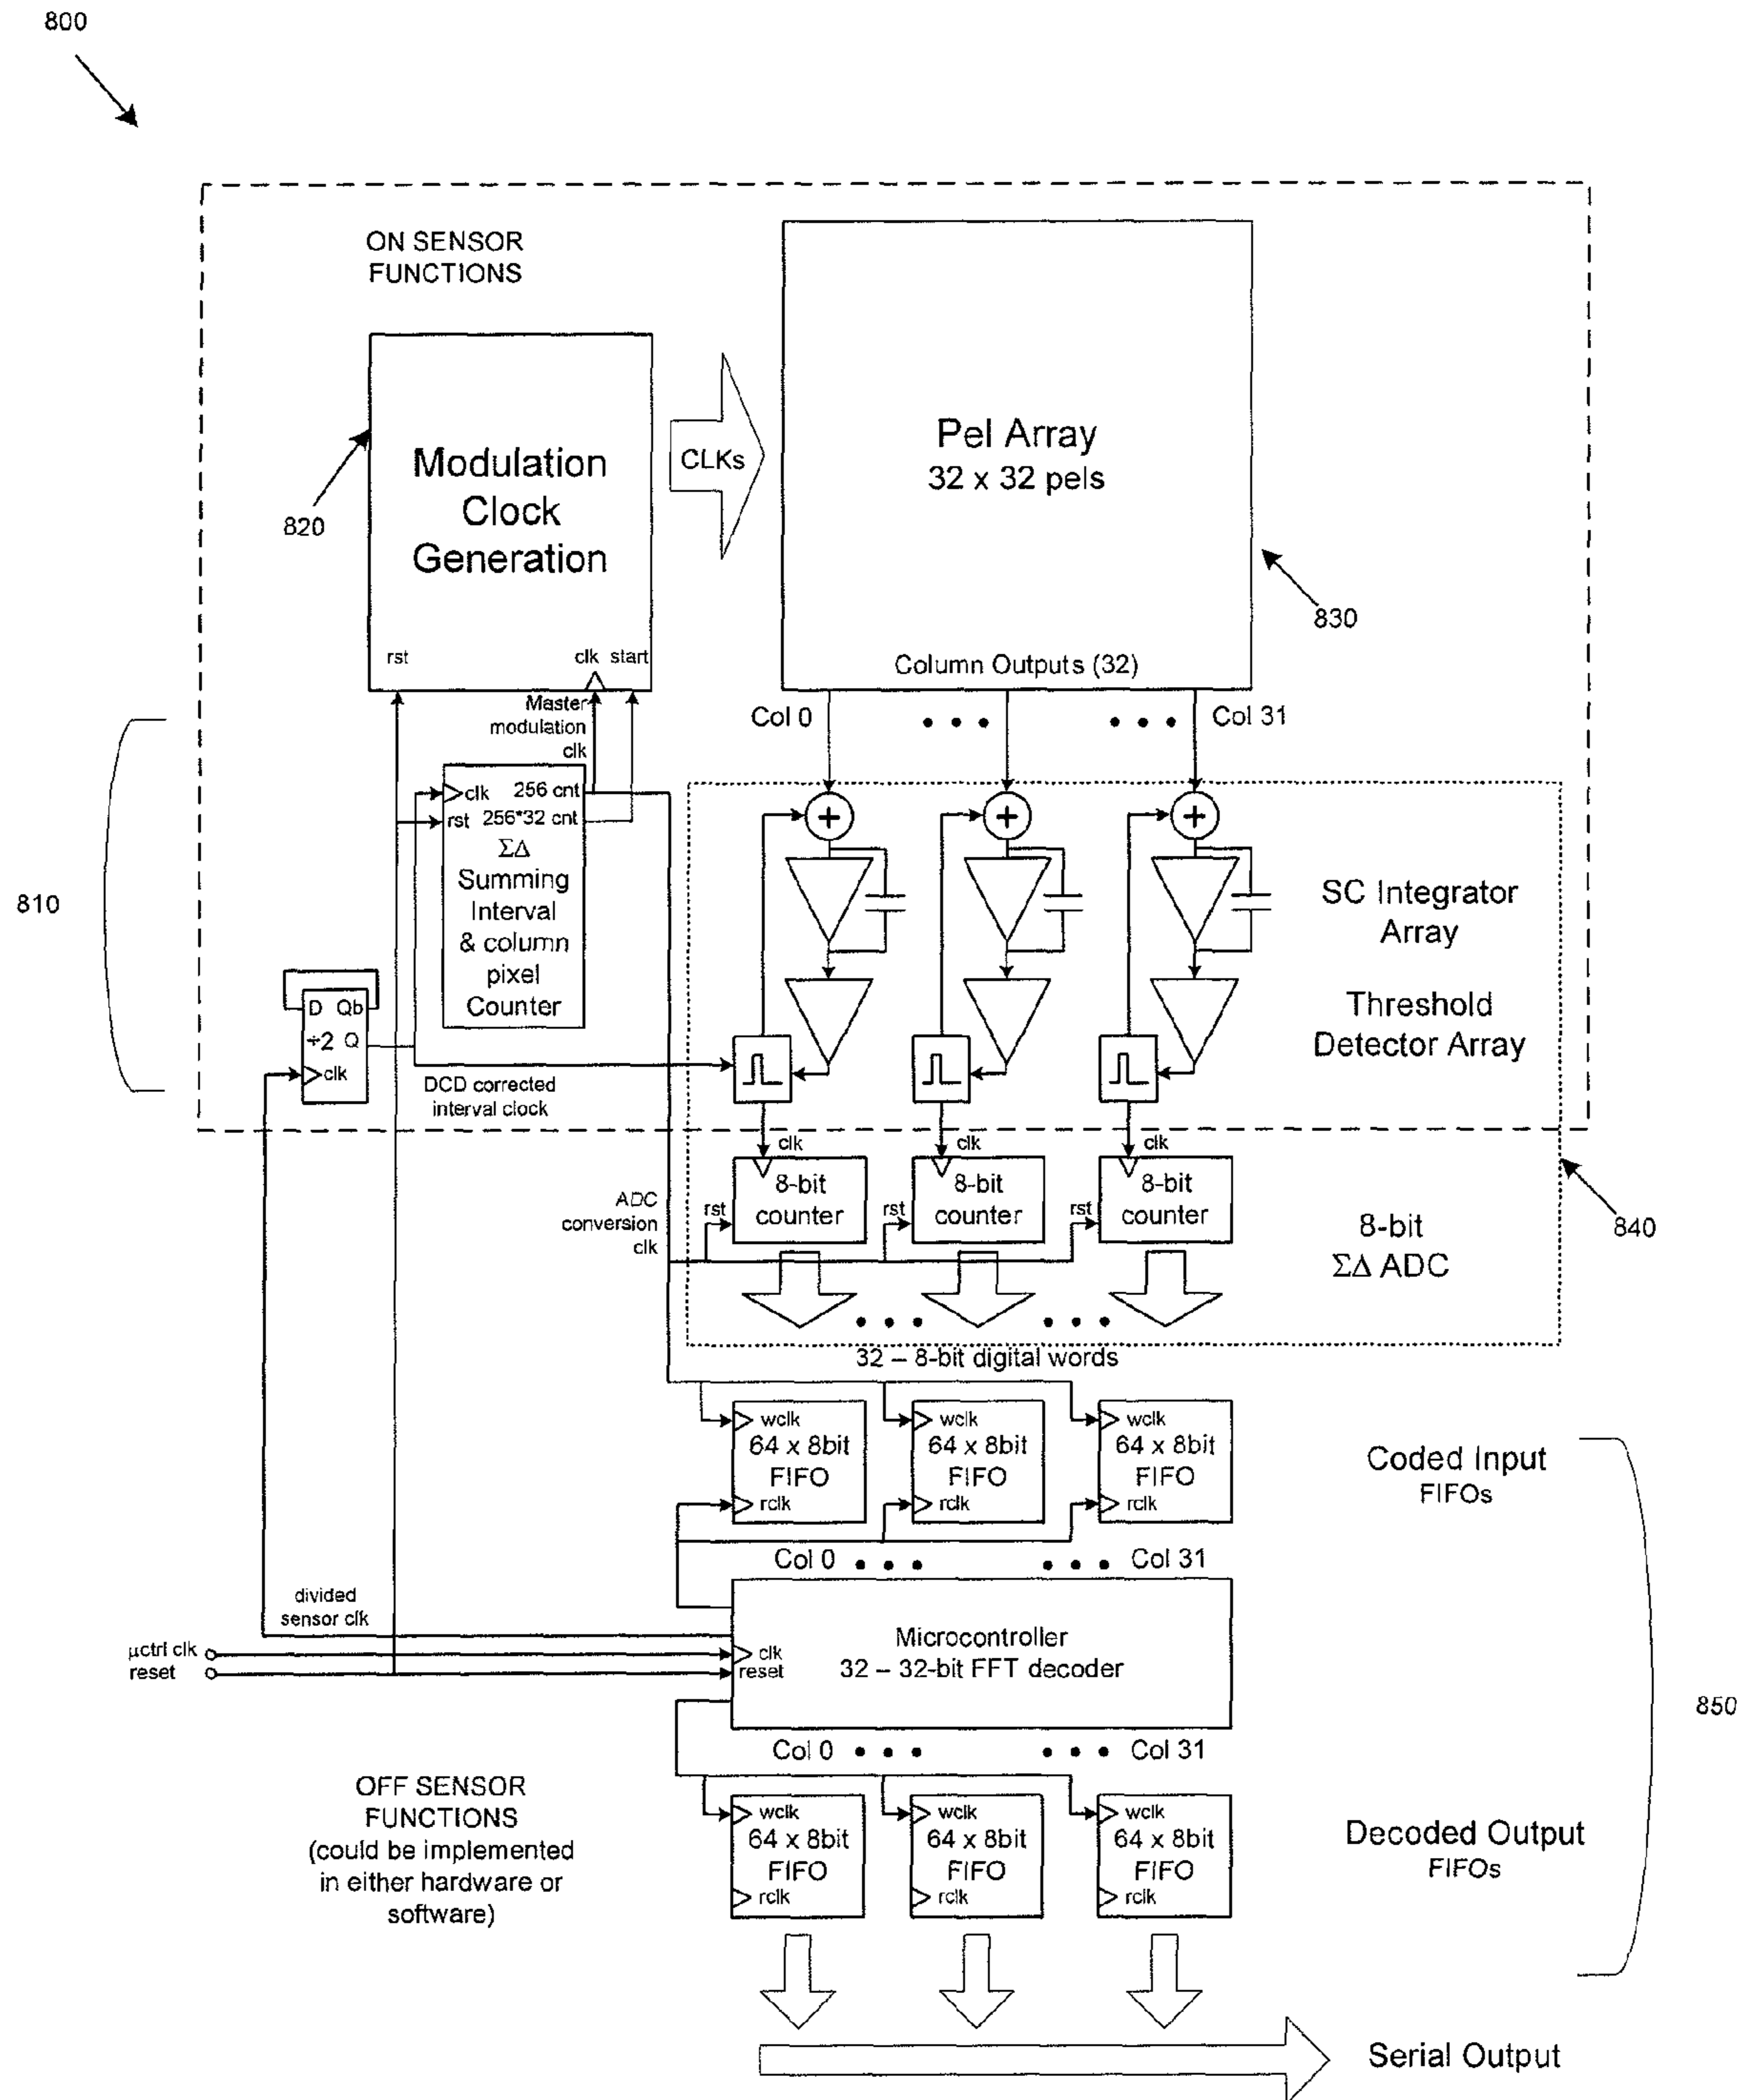 800
ON SENSOR
FUNCTIONS
Modulation
Clock
Generation
rst
clk
start
820
CLKs
Pel Array
32 x 32 pels
Column Outputs (32)
830
Col 0
• • •
• • •
Col 31
Master
modulation
clk
clk
256 cnt
rst
256*32 cnt
ΣΔ
Summing
Interval
& column
pixel
Counter
810
D Qb
÷2 Q
clk
DCD corrected
interval clock
+
+
+
SC Integrator
Array
Threshold
Detector Array
clk
clk
clk
8-bit
counter
8-bit
counter
8-bit
counter
rst
rst
rst
ADC
conversion
clk
8-bit
ΣΔ ADC
840
• • •
• • •
32 – 8-bit digital words
wclk
64 x 8bit
FIFO
rclk
wclk
64 x 8bit
FIFO
rclk
wclk
64 x 8bit
FIFO
rclk
Coded Input
FIFOs
Col 0 • • •
• • • Col 31
divided
sensor clk
µctrl clk
reset
clk
reset
Microcontroller
32 – 32-bit FFT decoder
850
Col 0 • • •
• • • Col 31
OFF SENSOR
FUNCTIONS
(could be implemented
in either hardware or
software)
wclk
64 x 8bit
FIFO
rclk
wclk
64 x 8bit
FIFO
rclk
wclk
64 x 8bit
FIFO
rclk
Decoded Output
FIFOs
Serial Output